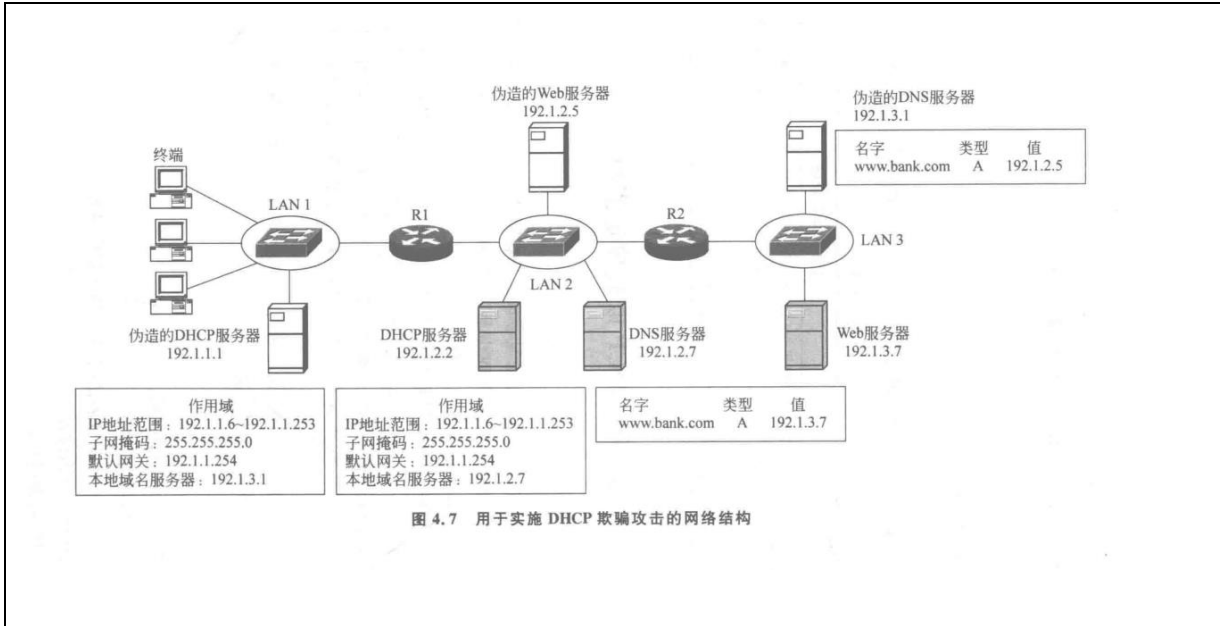 伪造的Web服务器
192.1.2.5
伪造的DNS服务器
192.1.3.1
名字 类型 值
www.bank.com A 192.1.2.5
终端
LAN 1
R1
LAN 2
R2
LAN 3
伪造的DHCP服务器
192.1.1.1
DHCP服务器
192.1.2.2
DNS服务器
192.1.2.7
Web服务器
192.1.3.7
作用域
IP地址范围：192.1.1.6~192.1.1.253
子网掩码：255.255.255.0
默认网关：192.1.1.254
本地域名服务器：192.1.3.1
作用域
IP地址范围：192.1.1.6~192.1.1.253
子网掩码：255.255.255.0
默认网关：192.1.1.254
本地域名服务器：192.1.2.7
名字 类型 值
www.bank.com A 192.1.3.7
图 4.7 用于实施 DHCP 欺骗攻击的网络结构